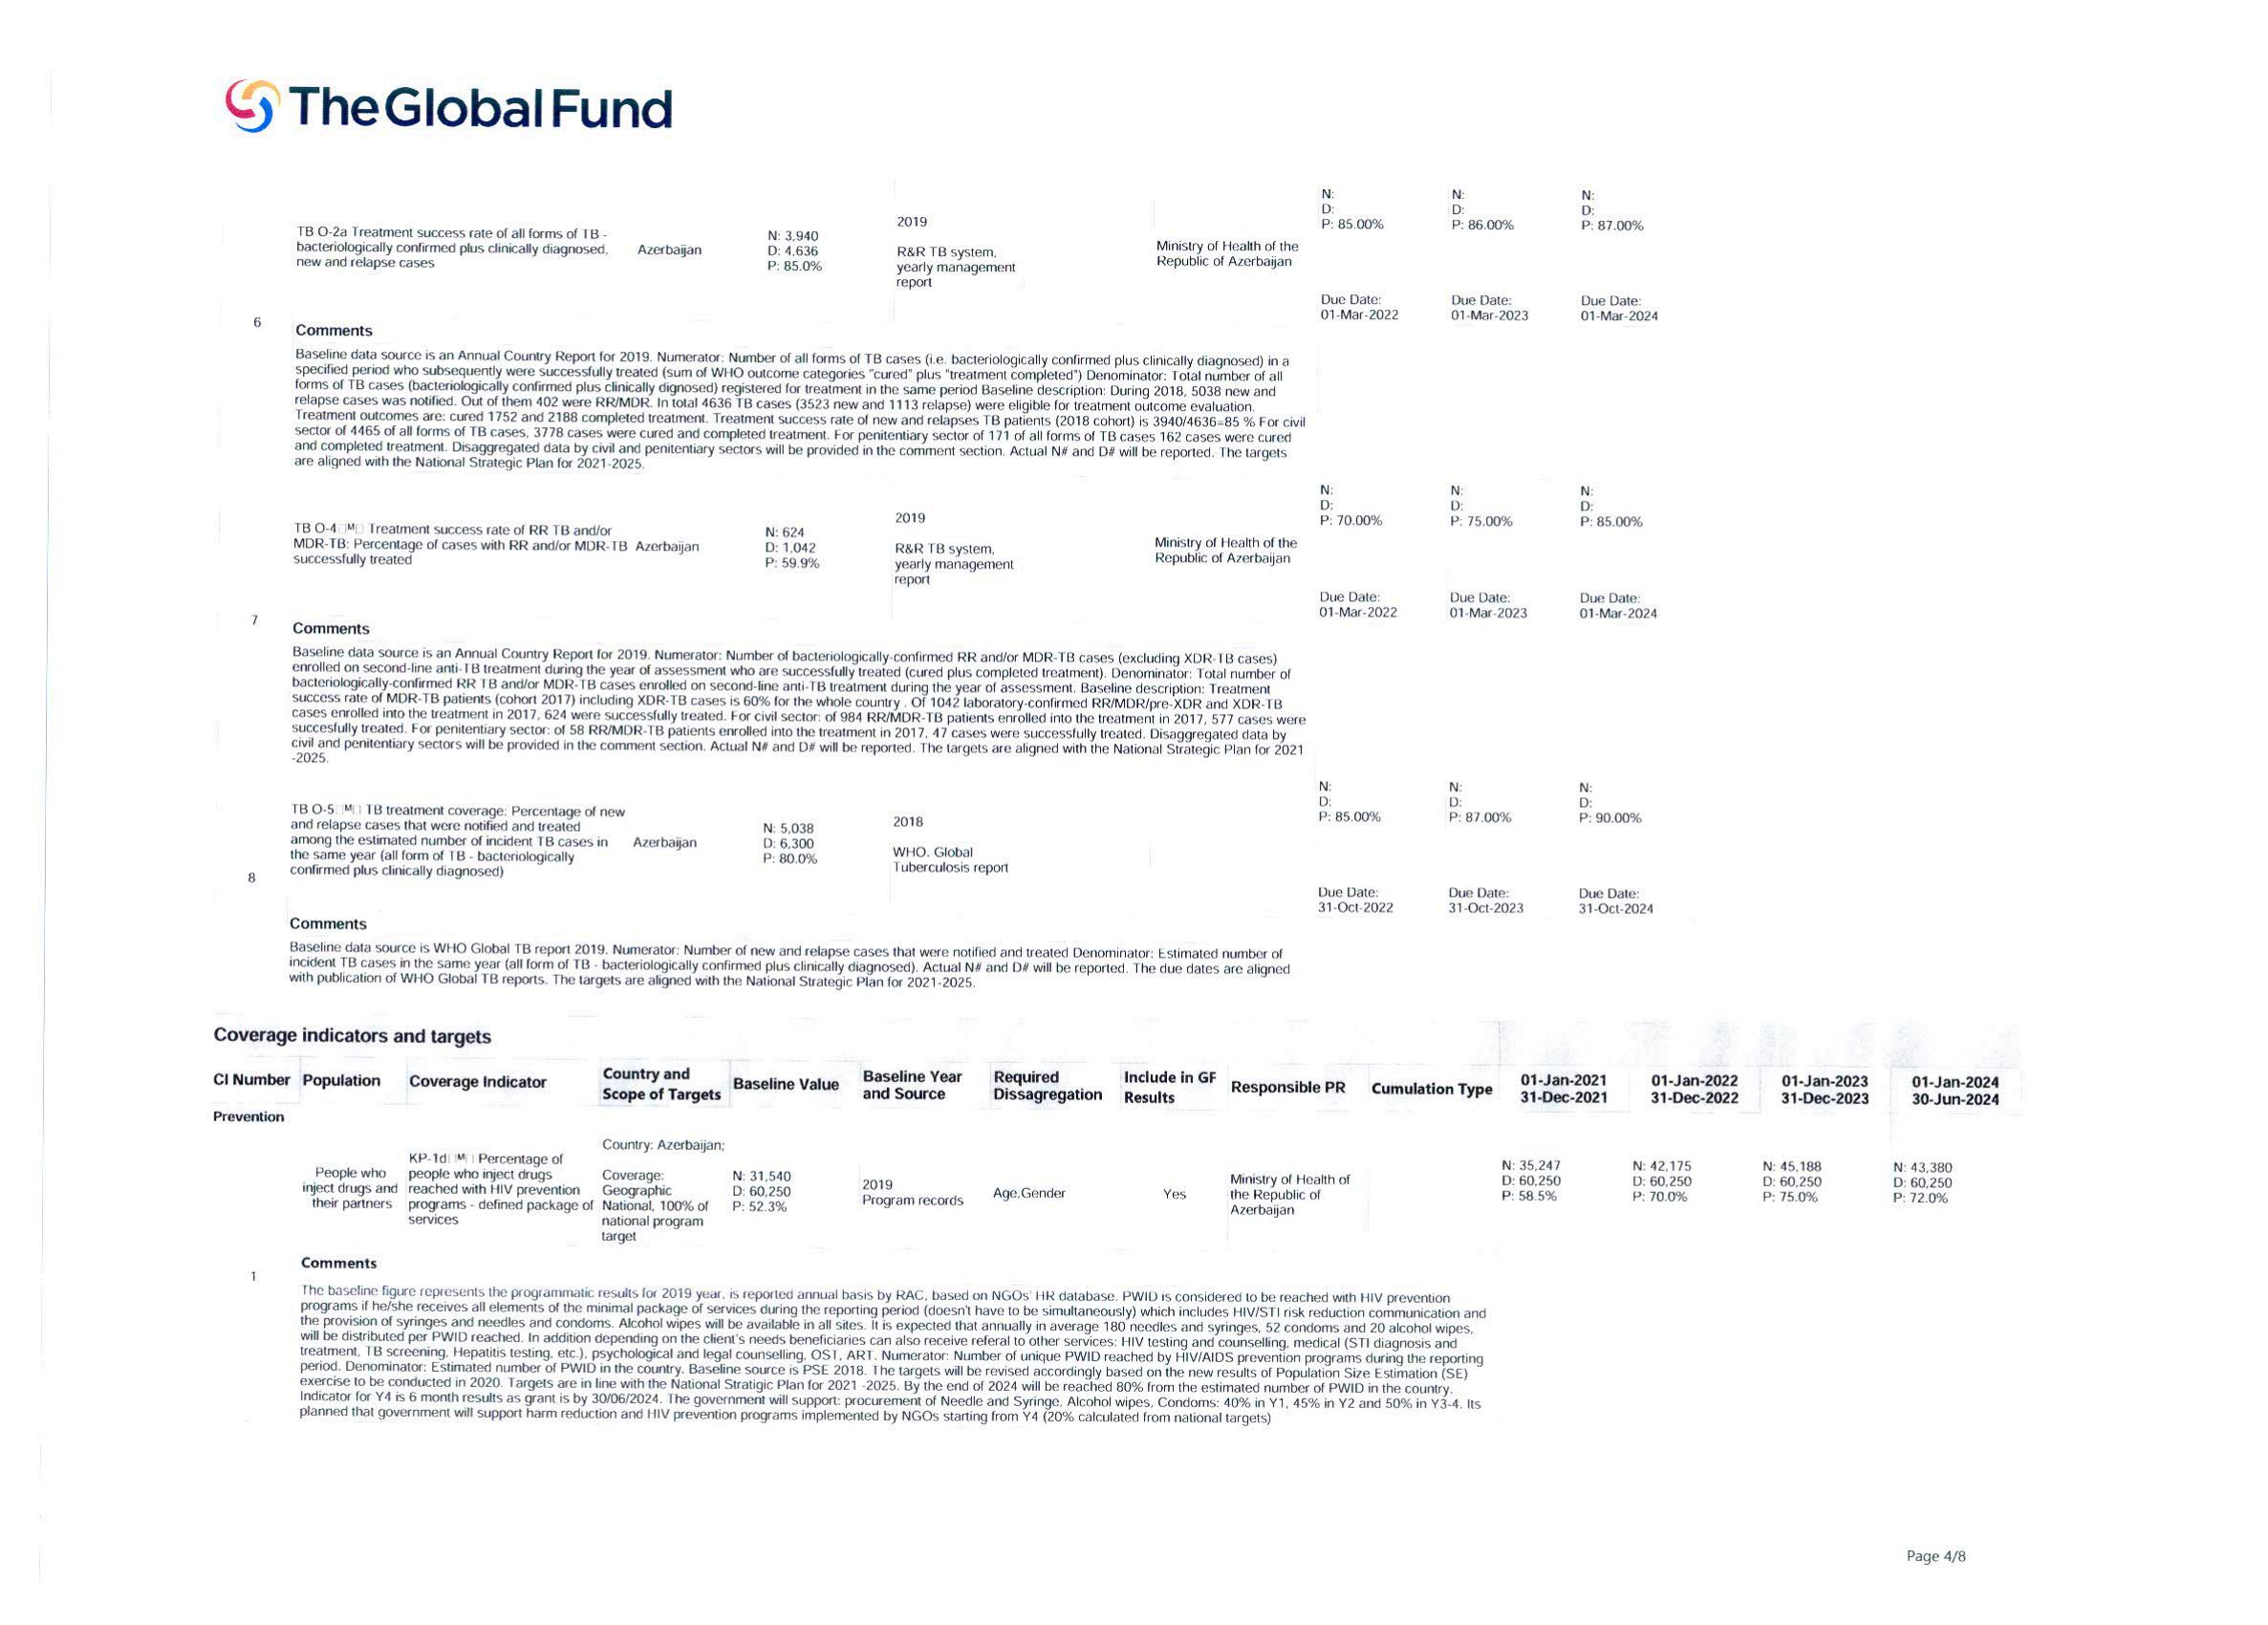 The Global Fund
N:
D:
P: 85.00%
N:
D:
P: 86.00%
N:
D:
P: 87.00%
TB O-2a Treatment success rate of all forms of TB -
bacteriologically confirmed plus clinically diagnosed,
new and relapse cases
Azerbaijan
N: 3,940
D: 4,636
P: 85.0%
2019
R&R TB system,
yearly management
report
Ministry of Health of the
Republic of Azerbaijan
Due Date:
01-Mar-2022
Due Date:
01-Mar-2023
Due Date:
01-Mar-2024
6
Comments
Baseline data source is an Annual Country Report for 2019. Numerator: Number of all forms of TB cases (i.e. bacteriologically confirmed plus clinically diagnosed) in a
specified period who subsequently were successfully treated (sum of WHO outcome categories "cured" plus "treatment completed") Denominator: Total number of all
forms of TB cases (bacteriologically confirmed plus clinically dignosed) registered for treatment in the same period Baseline description: During 2018, 5038 new and
relapse cases was notified. Out of them 402 were RR/MDR. In total 4636 TB cases (3523 new and 1113 relapse) were eligible for treatment outcome evaluation.
Treatment outcomes are: cured 1752 and 2188 completed treatment. Treatment success rate of new and relapses TB patients (2018 cohort) is 3940/4636=85 % For civil
sector of 4465 of all forms of TB cases, 3778 cases were cured and completed treatment. For penitentiary sector of 171 of all forms of TB cases 162 cases were cured
and completed treatment. Disaggregated data by civil and penitentiary sectors will be provided in the comment section. Actual N# and D# will be reported. The targets
are aligned with the National Strategic Plan for 2021-2025.
N:
D:
P: 70.00%
N:
D:
P: 75.00%
N:
D:
P: 85.00%
TB O-4 M Treatment success rate of RR TB and/or
MDR-TB: Percentage of cases with RR and/or MDR-TB
successfully treated
Azerbaijan
N: 624
D: 1,042
P: 59.9%
2019
R&R TB system,
yearly management
report
Ministry of Health of the
Republic of Azerbaijan
Due Date:
01-Mar-2022
Due Date:
01-Mar-2023
Due Date:
01-Mar-2024
7
Comments
Baseline data source is an Annual Country Report for 2019. Numerator: Number of bacteriologically-confirmed RR and/or MDR-TB cases (excluding XDR-TB cases)
enrolled on second-line anti-TB treatment during the year of assessment who are successfully treated (cured plus completed treatment). Denominator: Total number of
bacteriologically-confirmed RR TB and/or MDR-TB cases enrolled on second-line anti-TB treatment during the year of assessment. Baseline description: Treatment
success rate of MDR-TB patients (cohort 2017) including XDR-TB cases is 60% for the whole country . Of 1042 laboratory-confirmed RR/MDR/pre-XDR and XDR-TB
cases enrolled into the treatment in 2017, 624 were successfully treated. For civil sector: of 984 RR/MDR-TB patients enrolled into the treatment in 2017, 577 cases were
succesfully treated. For penitentiary sector: of 58 RR/MDR-TB patients enrolled into the treatment in 2017, 47 cases were successfully treated. Disaggregated data by
civil and penitentiary sectors will be provided in the comment section. Actual N# and D# will be reported. The targets are aligned with the National Strategic Plan for 2021
-2025.
N:
D:
P: 85.00%
N:
D:
P: 87.00%
N:
D:
P: 90.00%
TB O-5 M TB treatment coverage: Percentage of new
and relapse cases that were notified and treated
among the estimated number of incident TB cases in
the same year (all form of TB - bacteriologically
confirmed plus clinically diagnosed)
Azerbaijan
N: 5,038
D: 6,300
P: 80.0%
2018
WHO. Global
Tuberculosis report
Due Date:
31-Oct-2022
Due Date:
31-Oct-2023
Due Date:
31-Oct-2024
8
Comments
Baseline data source is WHO Global TB report 2019. Numerator: Number of new and relapse cases that were notified and treated Denominator: Estimated number of
incident TB cases in the same year (all form of TB - bacteriologically confirmed plus clinically diagnosed). Actual N# and D# will be reported. The due dates are aligned
with publication of WHO Global TB reports. The targets are aligned with the National Strategic Plan for 2021-2025.
Coverage indicators and targets
CI Number
Population
Coverage Indicator
Country and
Scope of Targets
Baseline Value
Baseline Year
and Source
Required
Dissagregation
Include in GF
Results
Responsible PR
Cumulation Type
01-Jan-2021
31-Dec-2021
01-Jan-2022
31-Dec-2022
01-Jan-2023
31-Dec-2023
01-Jan-2024
30-Jun-2024
Prevention
People who
inject drugs and
their partners
KP-1d M Percentage of
people who inject drugs
reached with HIV prevention
programs - defined package of
services
Country: Azerbaijan;
Coverage:
Geographic
National, 100% of
national program
target
N: 31,540
D: 60,250
P: 52.3%
2019
Program records
Age,Gender
Yes
Ministry of Health of
the Republic of
Azerbaijan
N: 35,247
D: 60,250
P: 58.5%
N: 42,175
D: 60,250
P: 70.0%
N: 45,188
D: 60,250
P: 75.0%
N: 43,380
D: 60,250
P: 72.0%
1
Comments
The baseline figure represents the programmatic results for 2019 year, is reported annual basis by RAC, based on NGOs' HR database. PWID is considered to be reached with HIV prevention
programs if he/she receives all elements of the minimal package of services during the reporting period (doesn't have to be simultaneously) which includes HIV/STI risk reduction communication and
the provision of syringes and needles and condoms. Alcohol wipes will be available in all sites. It is expected that annually in average 180 needles and syringes, 52 condoms and 20 alcohol wipes,
will be distributed per PWID reached. In addition depending on the client's needs beneficiaries can also receive referal to other services: HIV testing and counselling, medical (STI diagnosis and
treatment, TB screening, Hepatitis testing, etc.), psychological and legal counselling, OST, ART. Numerator: Number of unique PWID reached by HIV/AIDS prevention programs during the reporting
period. Denominator: Estimated number of PWID in the country. Baseline source is PSE 2018. The targets will be revised accordingly based on the new results of Population Size Estimation (SE)
exercise to be conducted in 2020. Targets are in line with the National Stratigic Plan for 2021 -2025. By the end of 2024 will be reached 80% from the estimated number of PWID in the country.
Indicator for Y4 is 6 month results as grant is by 30/06/2024. The government will support: procurement of Needle and Syringe, Alcohol wipes, Condoms: 40% in Y1, 45% in Y2 and 50% in Y3-4. Its
planned that government will support harm reduction and HIV prevention programs implemented by NGOs starting from Y4 (20% calculated from national targets)
Page 4/8